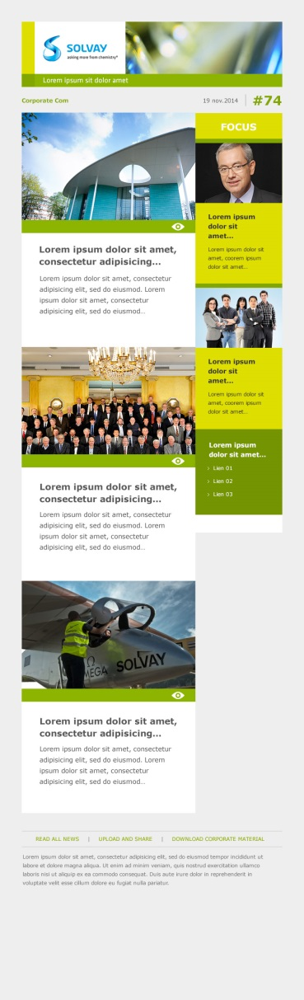 SOLVAY
asking more from chemistry®
Lorem ipsum dolor sit amet
Corporate Com
19 nov.2014
#74
Lorem ipsum dolor sit amet,
consectetur adipisicing...
Lorem ipsum dolor sit amet, consectetur
adipisicing elit, sed do eiusmod. Lorem
ipsum dolor sit amet, consectetur
adipisicing elit, sed do eiusmod...
Lorem ipsum dolor sit amet,
consectetur adipisicing...
Lorem ipsum dolor sit amet, consectetur
adipisicing elit, sed do eiusmod. Lorem
ipsum dolor sit amet, consectetur
adipisicing elit, sed do eiusmod...
OMEGA
SOLVAY
Lorem ipsum dolor sit amet,
consectetur adipisicing...
Lorem ipsum dolor sit amet, consectetur
adipisicing elit, sed do eiusmod. Lorem
ipsum dolor sit amet, consectetur
adipisicing elit, sed do eiusmod...
FOCUS
Lorem ipsum
dolor sit
amet...
Lorem ipsum dolor sit
amet, coorem ipsum
dolor sit amet...
Lorem ipsum
dolor sit
amet...
Lorem ipsum dolor sit
amet, coorem ipsum
dolor sit amet...
Lorem ipsum
dolor sit amet...
› Lien 01
› Lien 02
› Lien 03
READ ALL NEWS | UPLOAD AND SHARE | DOWNLOAD CORPORATE MATERIAL
Lorem ipsum dolor sit amet, consectetur adipisicing elit, sed do eiusmod tempor incididunt ut
labore et dolore magna aliqua. Ut enim ad minim veniam, quis nostrud exercitation ullamco
laboris nisi ut aliquip ex ea commodo consequat. Duis aute irure dolor in reprehenderit in
voluptate velit esse cillum dolore eu fugiat nulla pariatur.